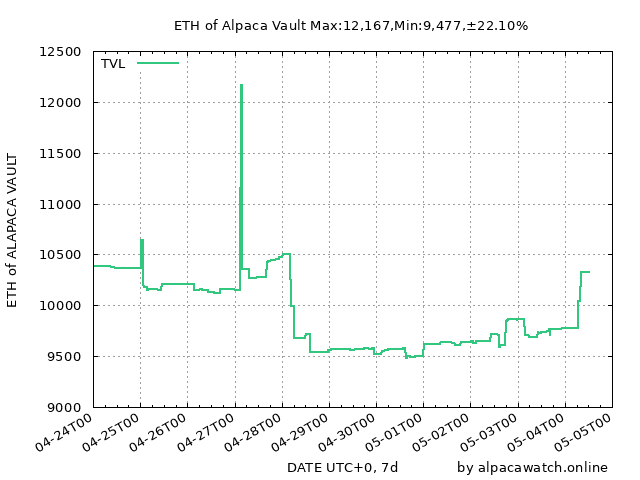 ETH of Alpaca Vault Max:12,167,Min:9,477,±22.10%
TVL
12500
12000
11500
11000
10500
10000
9500
9000
ETH of ALAPACA VAULT
04-24T00
04-25T00
04-26T00
04-27T00
04-28T00
04-29T00
04-30T00
05-01T00
05-02T00
05-03T00
05-04T00
05-05T00
DATE UTC+0, 7d
by alpacawatch.online